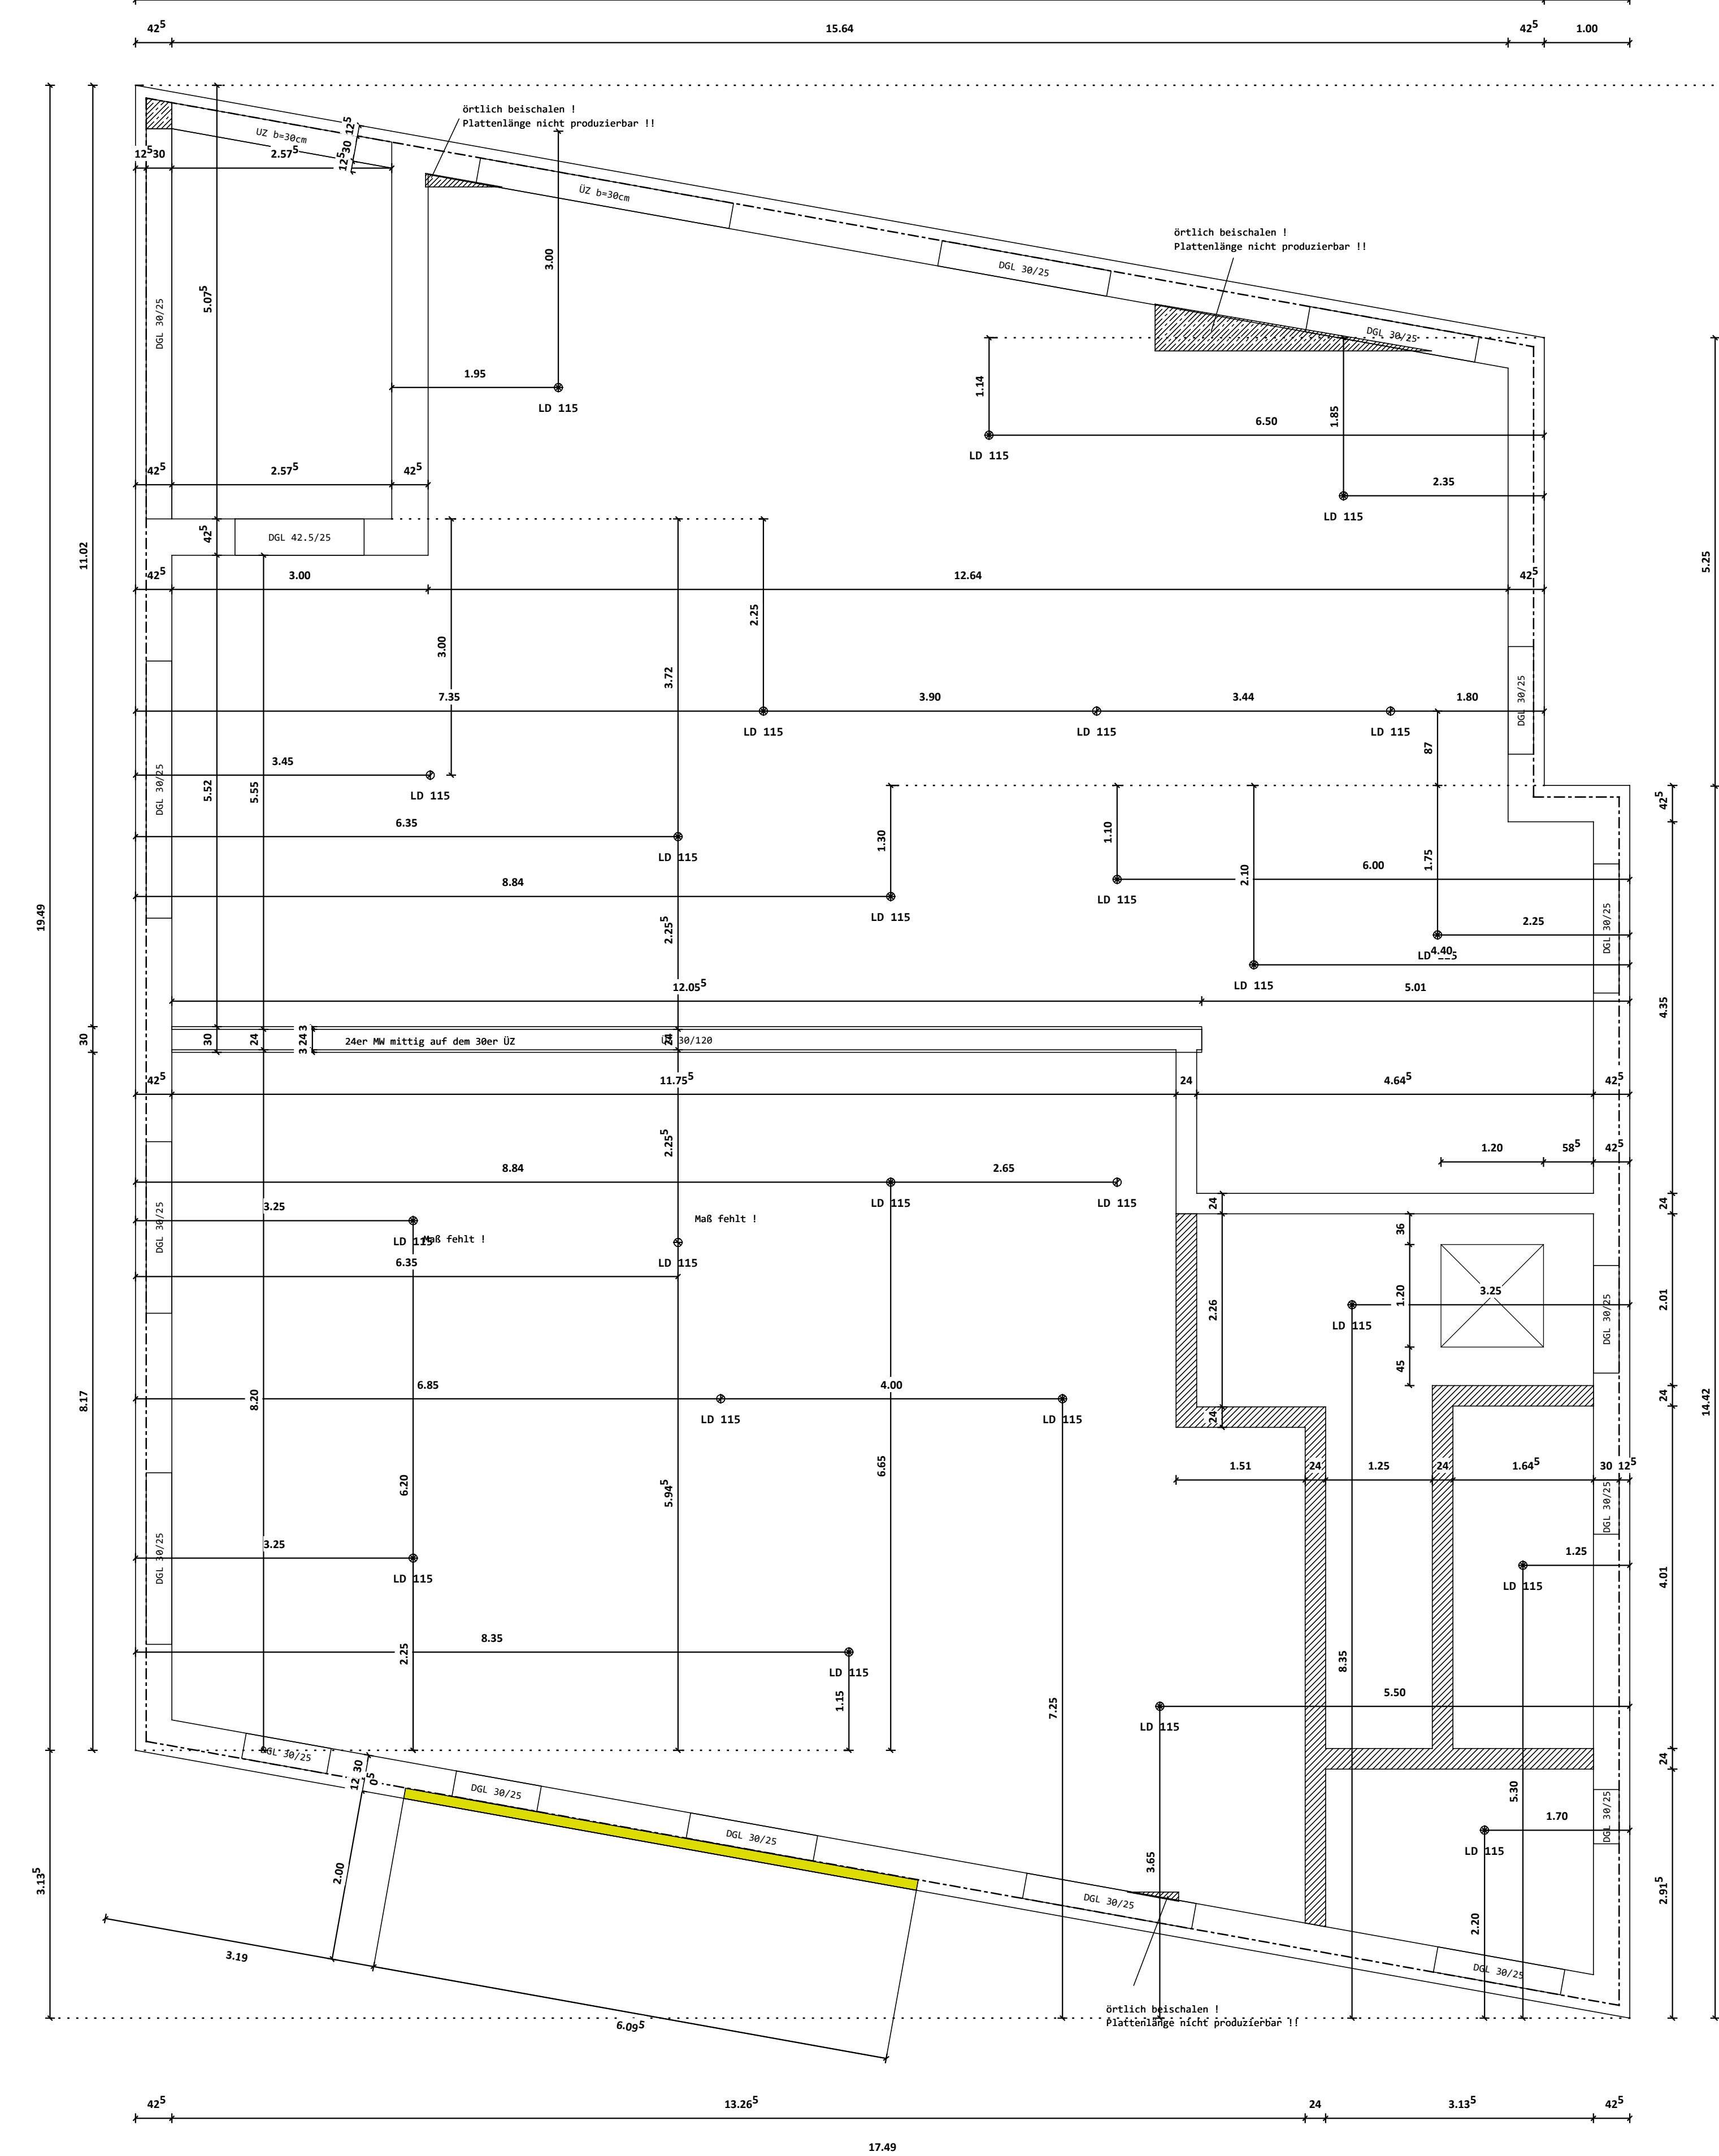 42⁵ 15.64 42⁵ 1.00
örtlich beischalen !
Plattenlänge nicht produzierbar !!
UZ b=30cm
12⁵ 30 12⁵
12⁵ 30 2.57⁵
ÜZ b=30cm
örtlich beischalen !
Plattenlänge nicht produzierbar !!
3.00
DGL 30/25
5.07⁵
DGL 30/25
DGL 30/25
1.95
LD 115
1.14
1.85
6.50
LD 115
42⁵ 2.57⁵ 42⁵
2.35
LD 115
42⁵
DGL 42.5/25
11.02
5.25
42⁵ 3.00 12.64 42⁵
2.25
3.00
3.72
DGL 30/25
7.35 3.90 3.44 1.80
LD 115 LD 115 LD 115
87
3.45
LD 115
5.52
5.55
DGL 30/25
42⁵
6.35
LD 115
1.30
1.10
2.10
1.75
6.00
LD 115
8.84
LD 115
19.49
2.25⁵
2.25
DGL 30/25
LD
4.40
LD 115
12.05⁵ 5.01
4.35
30
30
24
3 24 3
24er MW mittig auf dem 30er ÜZ
24
30/120
42⁵ 11.75⁵ 24 4.64⁵ 42⁵
2.25⁵
1.20 58⁵ 42⁵
8.84 2.65
LD 115 LD 115
24
24
3.25
LD 115
Maß fehlt !
Maß fehlt !
DGL 30/25
36
LD 115
6.35
2.26
1.20
3.25
LD 115
DGL 30/25
2.01
45
8.17
8.20
6.85 4.00
LD 115 LD 115
24
24
14.42
6.20
5.94⁵
6.65
1.51 24 1.25 24 1.64⁵ 30 12⁵
DGL 30/25
3.25
LD 115
DGL 30/25
1.25
LD 115
4.01
8.35
LD 115
2.25
1.15
7.25
8.35
5.50
LD 115
DGL 30/25
12 30
0⁵
24
DGL 30/25
5.30
1.70
LD 115
DGL 30/25
DGL 30/25
2.00
3.65
3.13⁵
DGL 30/25
2.20
2.91⁵
3.19
DGL 30/25
örtlich beischalen !
Plattenlänge nicht produzierbar !!
6.09⁵
42⁵ 13.26⁵ 24 3.13⁵ 42⁵
17.49